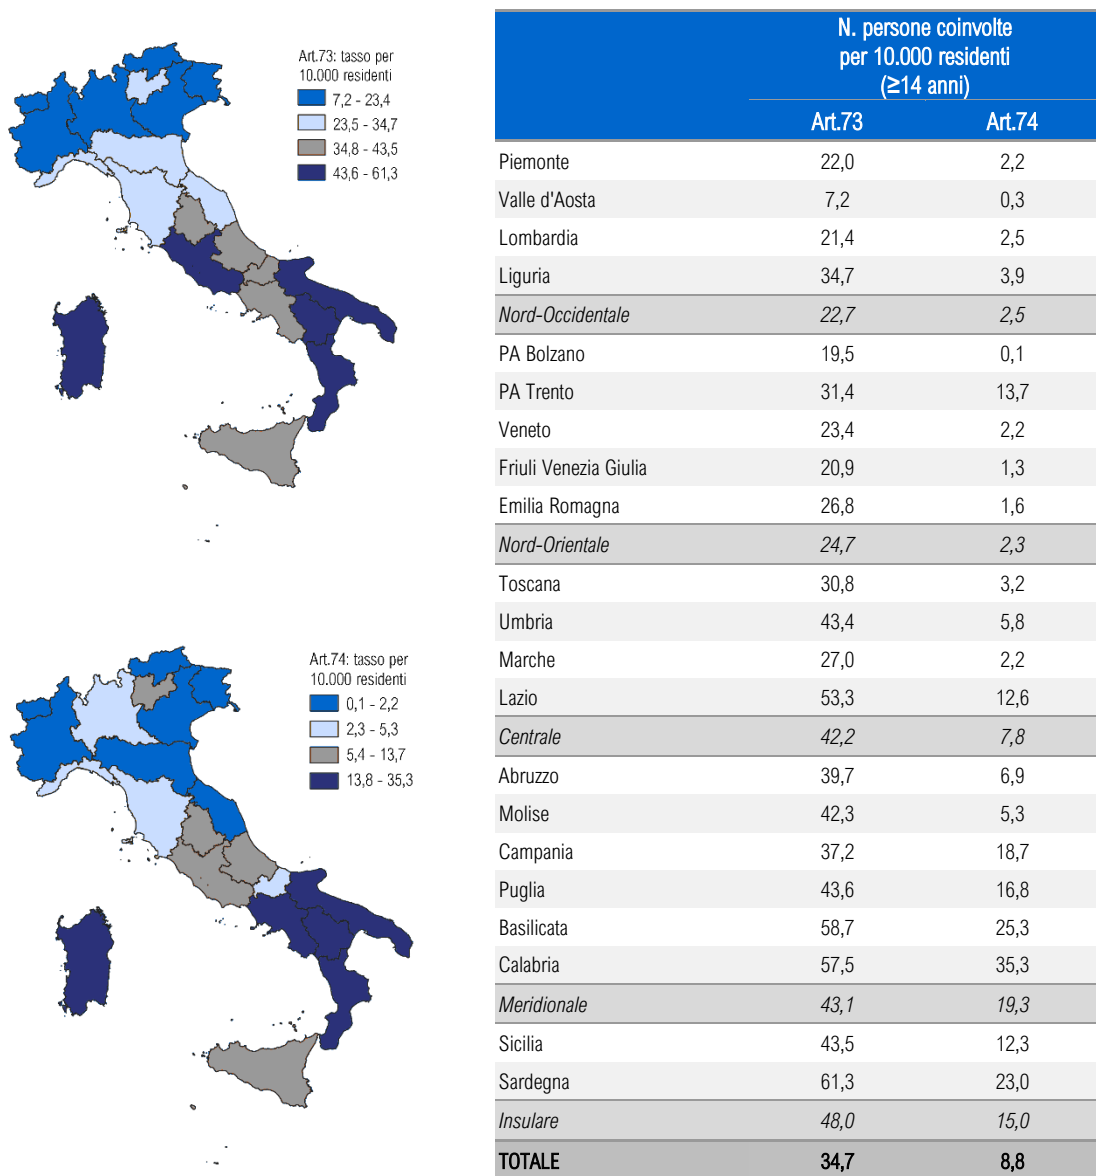 Art.73: tasso per
10.000 residenti
7,2 - 23,4
23,5 - 34,7
34,8 - 43,5
43,6 - 61,3
Art.74: tasso per
10.000 residenti
0,1 - 2,2
2,3 - 5,3
5,4 - 13,7
13,8 - 35,3
N. persone coinvolte
per 10.000 residenti
(≥14 anni)
Art.73 Art.74
Piemonte 22,0 2,2
Valle d'Aosta 7,2 0,3
Lombardia 21,4 2,5
Liguria 34,7 3,9
Nord-Occidentale 22,7 2,5
PA Bolzano 19,5 0,1
PA Trento 31,4 13,7
Veneto 23,4 2,2
Friuli Venezia Giulia 20,9 1,3
Emilia Romagna 26,8 1,6
Nord-Orientale 24,7 2,3
Toscana 30,8 3,2
Umbria 43,4 5,8
Marche 27,0 2,2
Lazio 53,3 12,6
Centrale 42,2 7,8
Abruzzo 39,7 6,9
Molise 42,3 5,3
Campania 37,2 18,7
Puglia 43,6 16,8
Basilicata 58,7 25,3
Calabria 57,5 35,3
Meridionale 43,1 19,3
Sicilia 43,5 12,3
Sardegna 61,3 23,0
Insulare 48,0 15,0
TOTALE 34,7 8,8